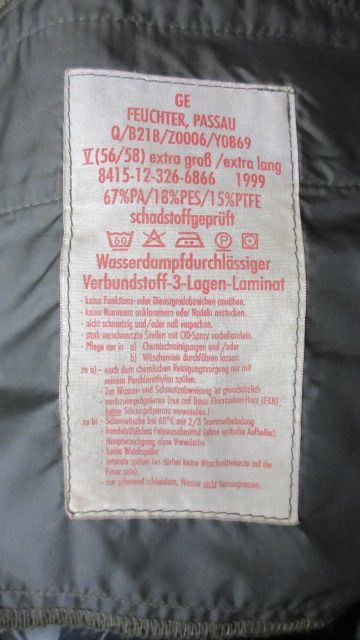 GE
FEUCHTER, PASSAU
Q/B21B/Z0006/Y0869
V (56/58) extra groß /extra lang
8415-12-326-6866 1999
67%PA/18%PES/15%PTFE
schadstoffgeprüft
60 P
Wasserdampfdurchlässiger
Verbundstoff-3-Lagen-Laminat
- keine Funktions- oder Dienstgradabzeichen annähen,
keine Nummern anklammern oder Nadeln anstecken.
- nicht schmutzig und/oder naß verpacken.
- stark verschmutzte Stellen mit CID-Spray vorbehandeln.
- Pflege nur in a) Chemischreinigungen und/oder
b) Wäschereien durchführen lassen
zu a) - nach dem chemischen Reinigungsvorgang nur mit
reinem Perchlorethylen spülen.
- Zur Wasser- und Schmutzabweisung ist grundsätzlich
- nachzuimprägnieren (nur auf Basis Fluorcarbon-Harz (FKH),
keine Siliconpräparate verwenden.)
zu b) - Schonwäsche bei 60°C mit 2/3 Trommelbeladung
- handelsübliches Feinwaschmittel (ohne optische Aufheller)
- Hauptwaschgang ohne Vorwäsche
- keine Weichspüler
- intensiv spülen (es dürfen keine Waschmittelreste auf der
Faser sein).
- nur schonend schleudern, Wasser nicht herauspressen.